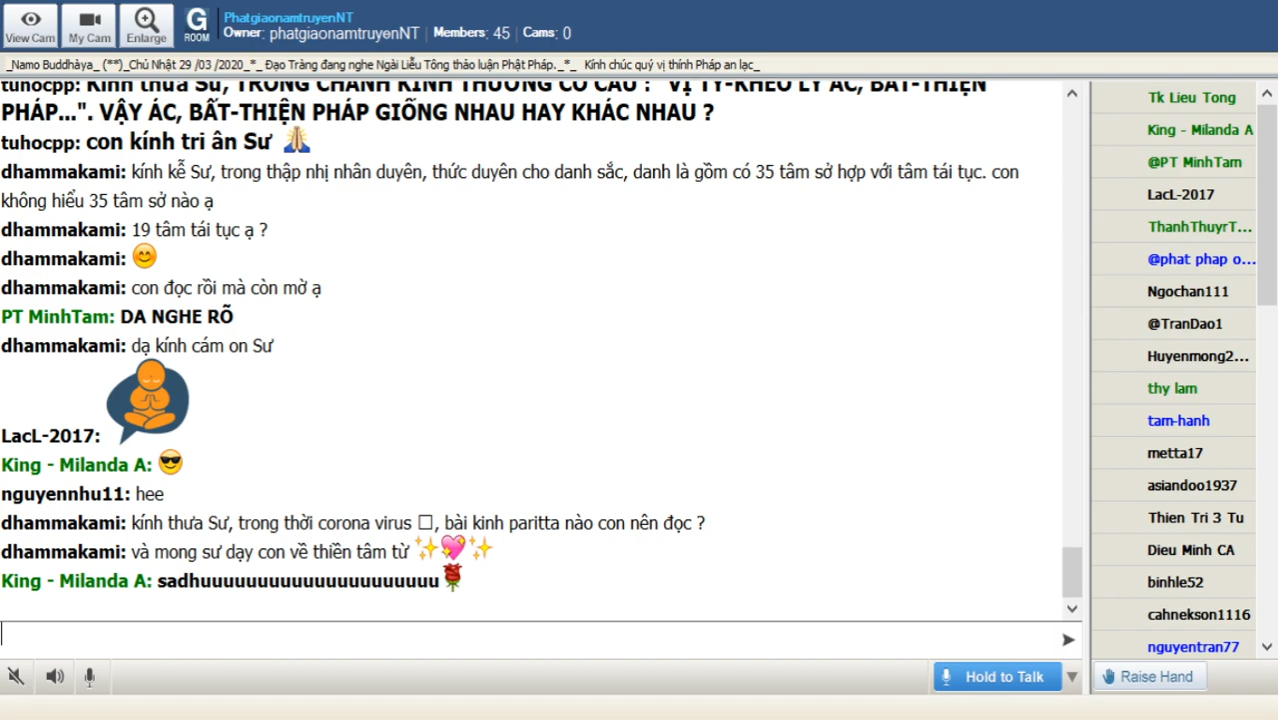 PhatgiaonamtruyenNT
Owner: phatgiaonamtruyenNT | Members: 45 | Cams: 0
View Cam
My Cam
Enlarge
G
ROOM
_Namo Buddhàya_ (**)_Chủ Nhật 29 /03 /2020_*_ Đạo Tràng đang nghe Ngài Liễu Tông thảo luận Phật Pháp._*_ Kính chúc quý vị thính Pháp an lạc_
tuhocpp: Kính thưa Sư, TRONG CHÁNH KINH THƯỜNG CÓ CÂU : "VỊ TỲ-KHEO LY ÁC, BẤT-THIỆN
PHÁP...". VẬY ÁC, BẤT-THIỆN PHÁP GIỐNG NHAU HAY KHÁC NHAU ?
tuhocpp: con kính tri ân Sư 🙏
dhammakami: kính kễ Sư, trong thập nhị nhân duyên, thức duyên cho danh sắc, danh là gồm có 35 tâm sở hợp với tâm tái tục. con
không hiểu 35 tâm sở nào ạ
dhammakami: 19 tâm tái tục ạ ?
dhammakami: 😊
dhammakami: con đọc rồi mà còn mờ ạ
PT MinhTam: DA NGHE RÕ
dhammakami: dạ kính cám on Sư
LacL-2017:
King - Milanda A: 😎
nguyennhu11: hee
dhammakami: kính thưa Sư, trong thời corona virus □, bài kinh paritta nào con nên đọc ?
dhammakami: và mong sư dạy con về thiền tâm từ ✨💖✨
King - Milanda A: sadhuuuuuuuuuuuuuuuuuuuuu🌹
Hold to Talk
Tk Lieu Tong
King - Milanda A
@PT MinhTam
LacL-2017
ThanhThuyrT...
@phat phap o...
Ngochan111
@TranDao1
Huyenmong2...
thy lam
tam-hanh
metta17
asiandoo1937
Thien Tri 3 Tu
Dieu Minh CA
binhle52
cahnekson1116
nguyentran77
Raise Hand